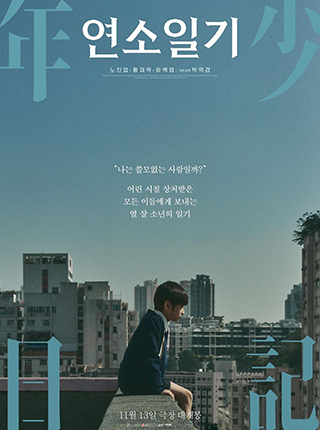 年少
연소일기
"나는 쓸모없는 사람일까?"
어린 시절 상처받은
모든 이들에게 보내는
열 살 소년의 일기
日記
11월 13일 극장 대개봉